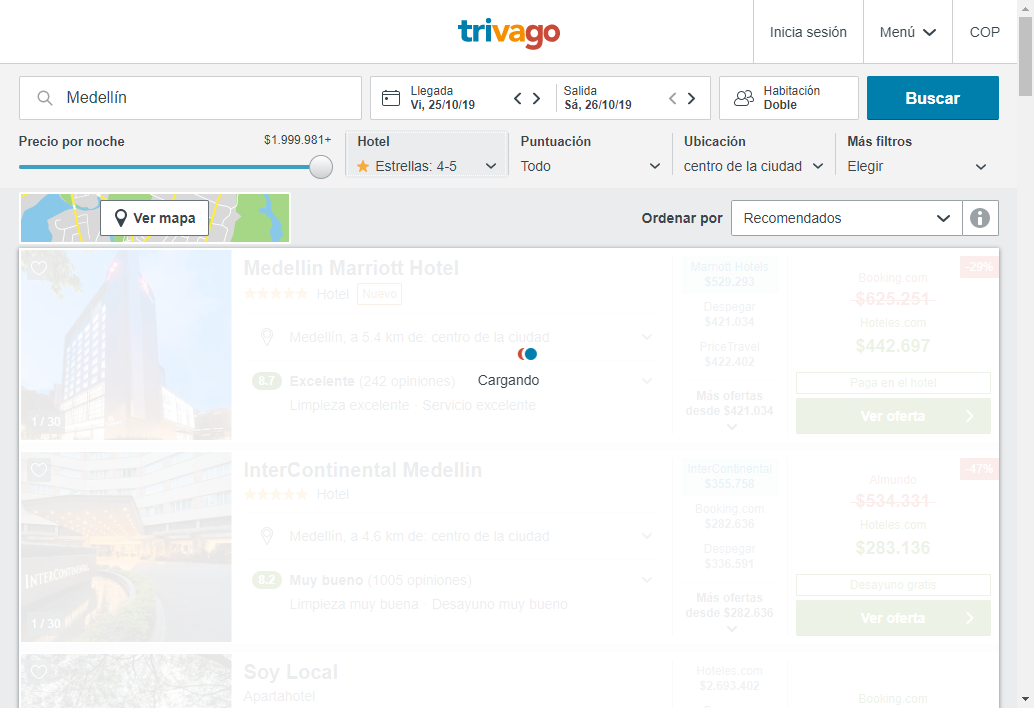 trivago
Inicia sesión
Menú
COP
Medellín
Llegada
Vi, 25/10/19
Salida
Sá, 26/10/19
Habitación
Doble
Buscar
Precio por noche
$1.999.981+
Hotel
Estrellas: 4-5
Puntuación
Todo
Ubicación
centro de la ciudad
Más filtros
Elegir
Ver mapa
Ordenar por
Recomendados
Medellin Marriott Hotel
Hotel
Nuevo
Medellín, a 5.4 km de: centro de la ciudad
8.7 Excelente (242 opiniones)
Limpieza excelente · Servicio excelente
1 / 30
Cargando
Marriott Hotels
$529.293
Despegar
$421.034
PriceTravel
$422.402
Más ofertas
desde $421.034
-29%
Booking.com
$625.251
Hoteles.com
$442.697
Paga en el hotel
Ver oferta
InterContinental Medellin
Hotel
Medellín, a 4.6 km de: centro de la ciudad
8.2 Muy bueno (1005 opiniones)
Limpieza muy buena · Desayuno muy bueno
INTERCONTINENTAL
1 / 30
InterContinental
$355.758
Booking.com
$282.636
Despegar
$336.591
Más ofertas
desde $282.636
-47%
Almundo
$534.331
Hoteles.com
$283.136
Desayuno gratis
Ver oferta
Soy Local
Apartahotel
Hoteles.com
$2.693.402
Booking.com